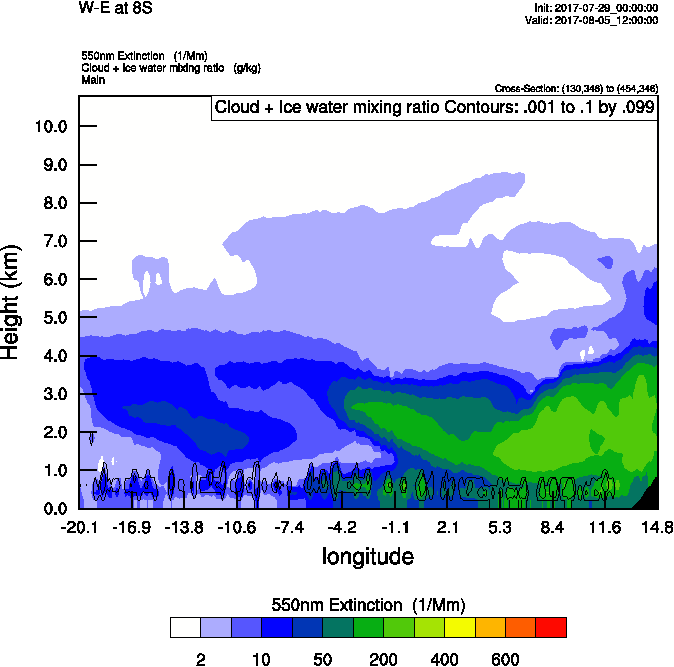 W-E at 8S
Init: 2017-07-29_00:00:00
Valid: 2017-08-05_12:00:00
550nm Extinction (1/Mm)
Cloud + Ice water mixing ratio (g/kg)
Main
Cross-Section: (130,346) to (454,346)
Cloud + Ice water mixing ratio Contours: .001 to .1 by .099
Height (km)
10.0
9.0
8.0
7.0
6.0
5.0
4.0
3.0
2.0
1.0
0.0
-20.1 -16.9 -13.8 -10.6 -7.4 -4.2 -1.1 2.1 5.3 8.4 11.6 14.8
longitude
550nm Extinction (1/Mm)
2 10 50 200 400 600